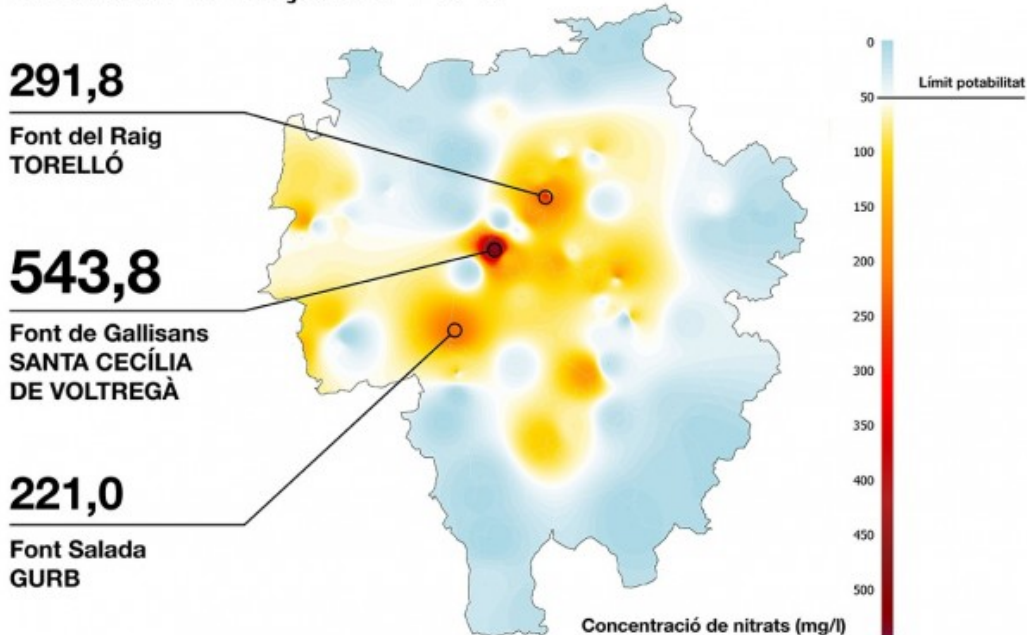 291,8
Font del Raig
TORELLÓ
543,8
Font de Gallisans
SANTA CECÍLIA
DE VOLTREGÀ
221,0
Font Salada
GURB
0
Límit potabilitat
50
100
150
200
250
300
350
400
450
500
Concentració de nitrats (mg/l)